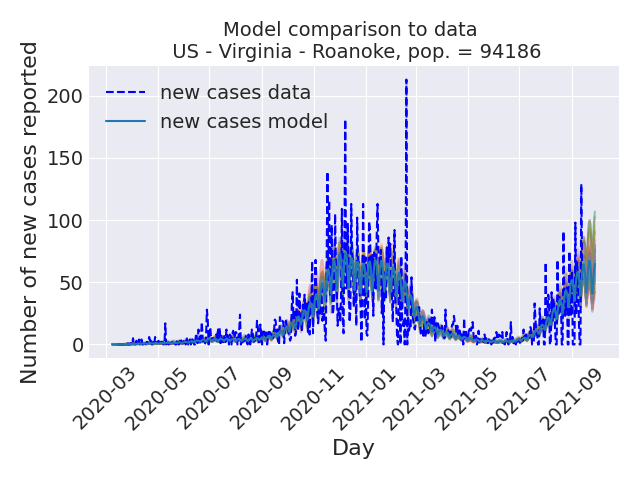 Model comparison to data
US - Virginia - Roanoke, pop. = 94186
new cases data
new cases model
Number of new cases reported
200
150
100
50
0
2020-03
2020-05
2020-07
2020-09
2020-11
2021-01
2021-03
2021-05
2021-07
2021-09
Day